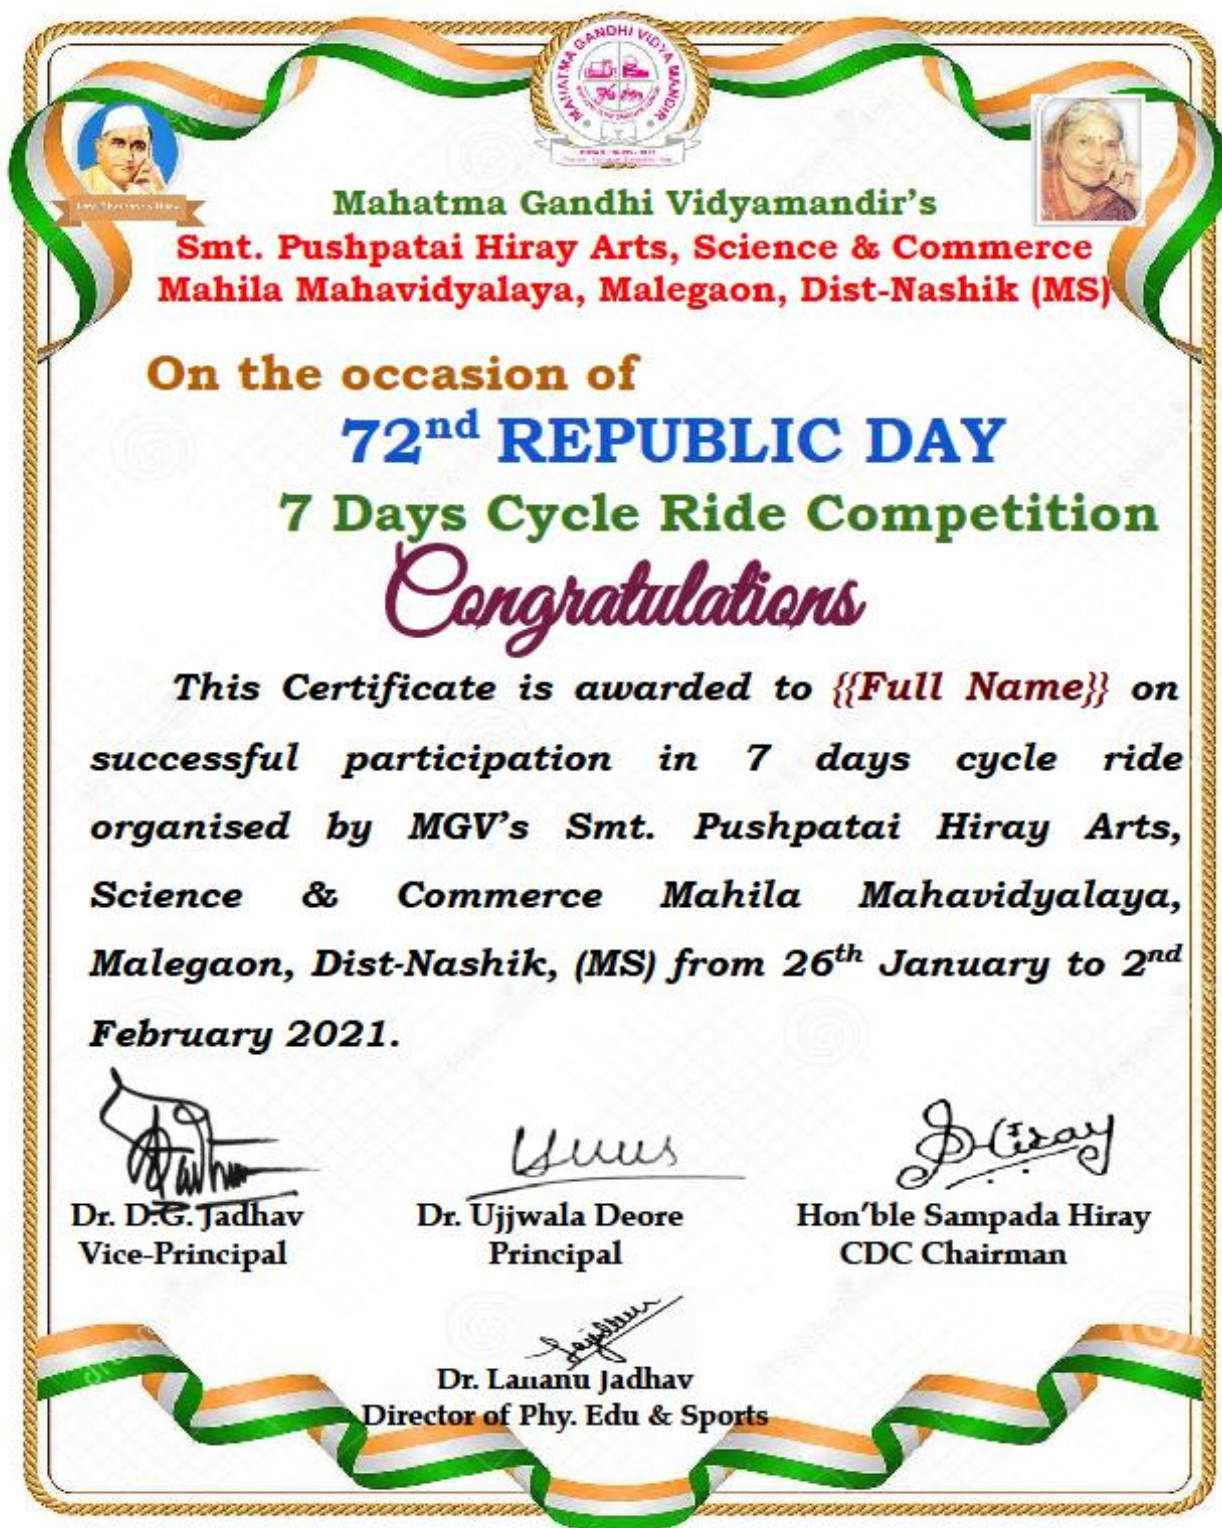 MAHATMA GANDHI VIDYA MANDIR
Mahatma Gandhi Vidyamandir’s
Smt. Pushpatai Hiray Arts, Science & Commerce
Mahila Mahavidyalaya, Malegaon, Dist-Nashik (MS)
On the occasion of
72nd REPUBLIC DAY
7 Days Cycle Ride Competition
Congratulations
This Certificate is awarded to {{Full Name}} on
successful participation in 7 days cycle ride
organised by MGV’s Smt. Pushpatai Hiray Arts,
Science & Commerce Mahila Mahavidyalaya,
Malegaon, Dist-Nashik, (MS) from 26th January to 2nd
February 2021.
Dr. D.G. Jadhav
Vice-Principal
Dr. Ujjwala Deore
Principal
Hon’ble Sampada Hiray
CDC Chairman
Dr. Lahanu Jadhav
Director of Phy. Edu & Sports